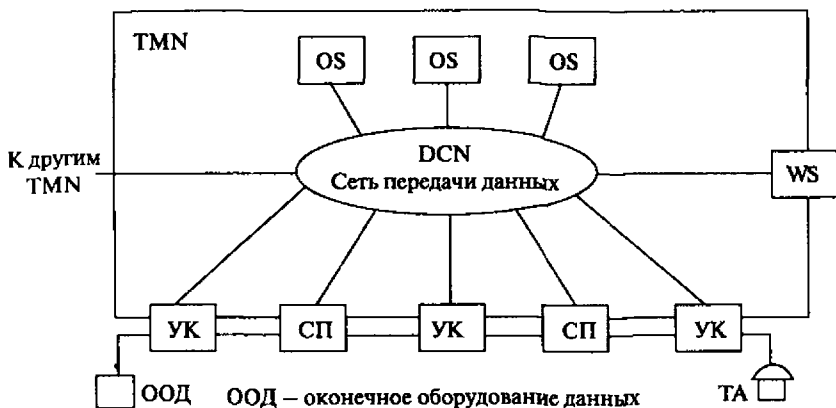 TMN
OS OS OS
DCN
Сеть передачи данных
К другим
TMN
WS
УК СП УК СП УК
ООД ООД – оконечное оборудование данных ТА